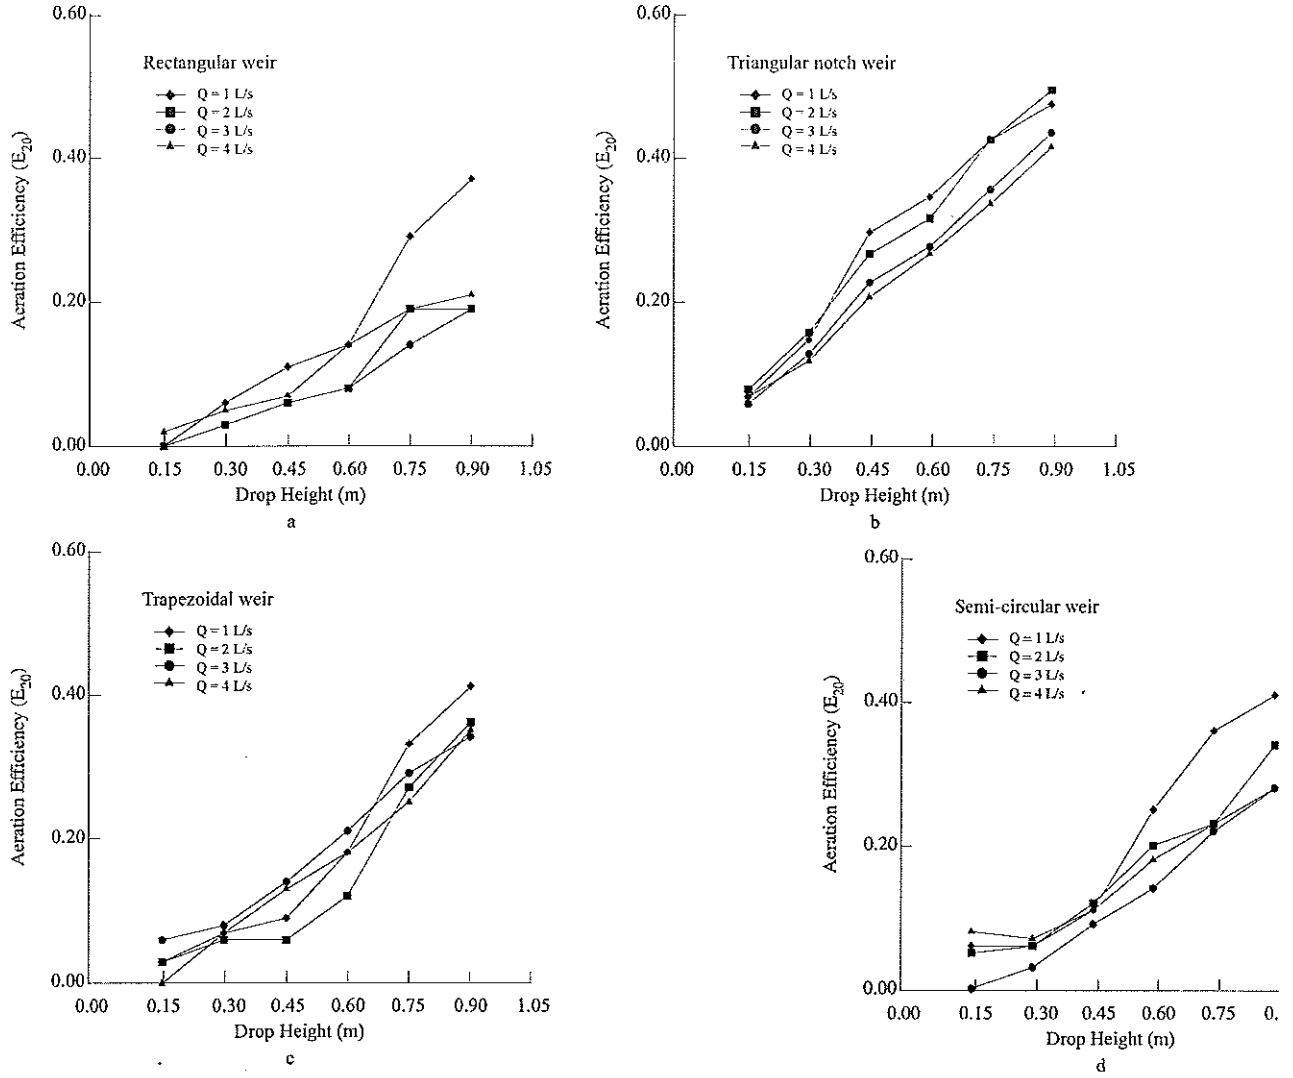 0.60
Rectangular weir
Q = 1 L/s
Q = 2 L/s
Q = 3 L/s
Q = 4 L/s
Aeration Efficiency (E20)
0.40
0.20
0.00
0.00 0.15 0.30 0.45 0.60 0.75 0.90 1.05
Drop Height (m)
a
0.60
Triangular notch weir
Q = 1 L/s
Q = 2 L/s
Q = 3 L/s
Q = 4 L/s
Aeration Efficiency (E20)
0.40
0.20
0.00
0.00 0.15 0.30 0.45 0.60 0.75 0.90 1.05
Drop Height (m)
b
0.60
Trapezoidal weir
Q = 1 L/s
Q = 2 L/s
Q = 3 L/s
Q = 4 L/s
Aeration Efficiency (E20)
0.40
0.20
0.00
0.00 0.15 0.30 0.45 0.60 0.75 0.90 1.05
Drop Height (m)
c
0.60
Semi-circular weir
Q = 1 L/s
Q = 2 L/s
Q = 3 L/s
Q = 4 L/s
Aeration Efficiency (E20)
0.40
0.20
0.00
0.00 0.15 0.30 0.45 0.60 0.75 0.
Drop Height (m)
d